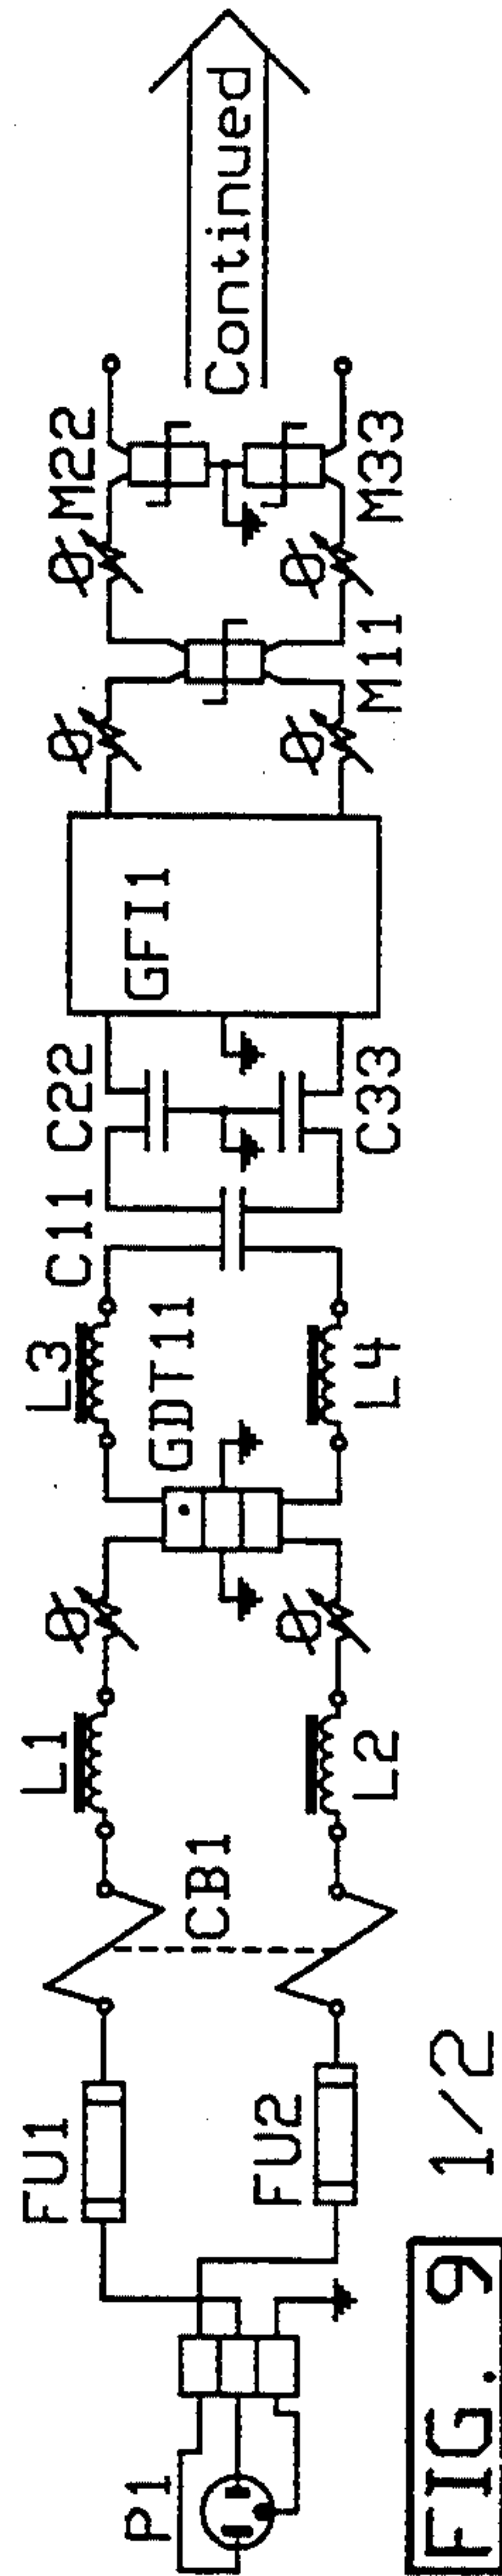 P1
FU1
FU2
CB1
L1
L2
Ø
Ø
GDT11
L3
L4
C11
C22
C33
GFI1
Ø
Ø
M11
Ø
Ø
M22
M33
Continued
FIG. 9 1/2